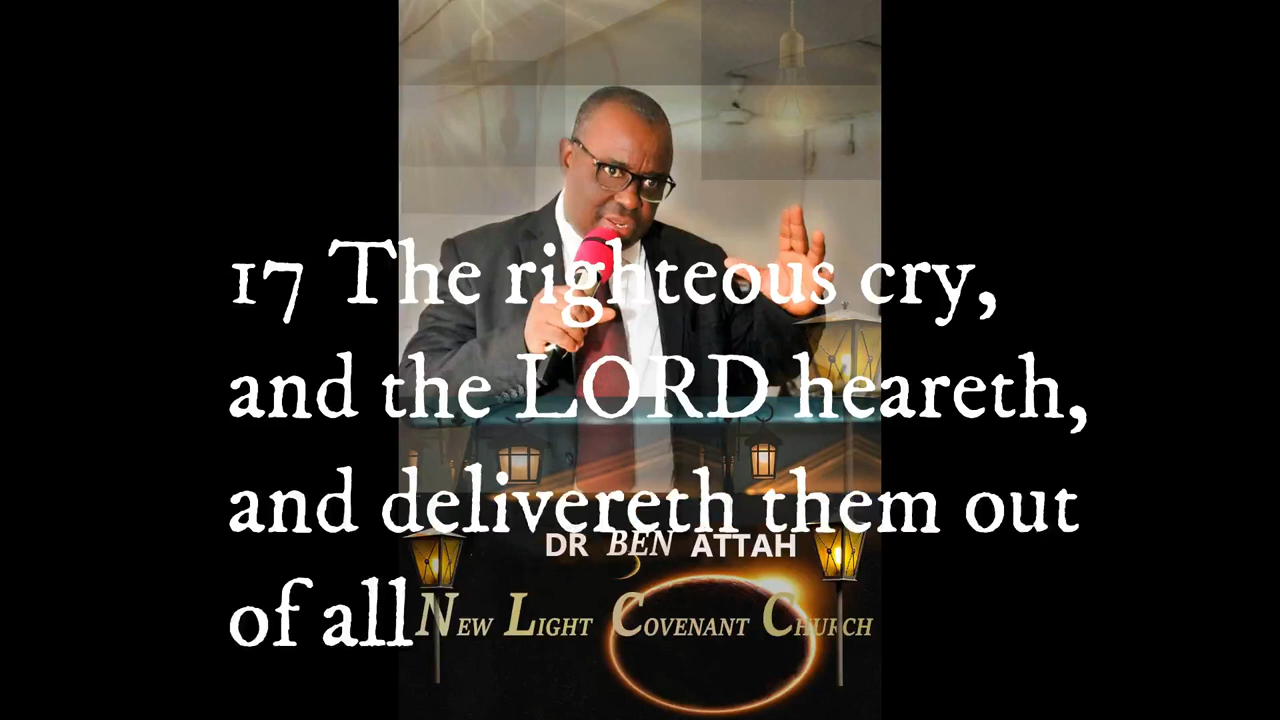 17 The righteous cry,
and the LORD heareth,
and delivereth them out
of all
DR BEN ATTAH
NEW LIGHT COVENANT CHURCH